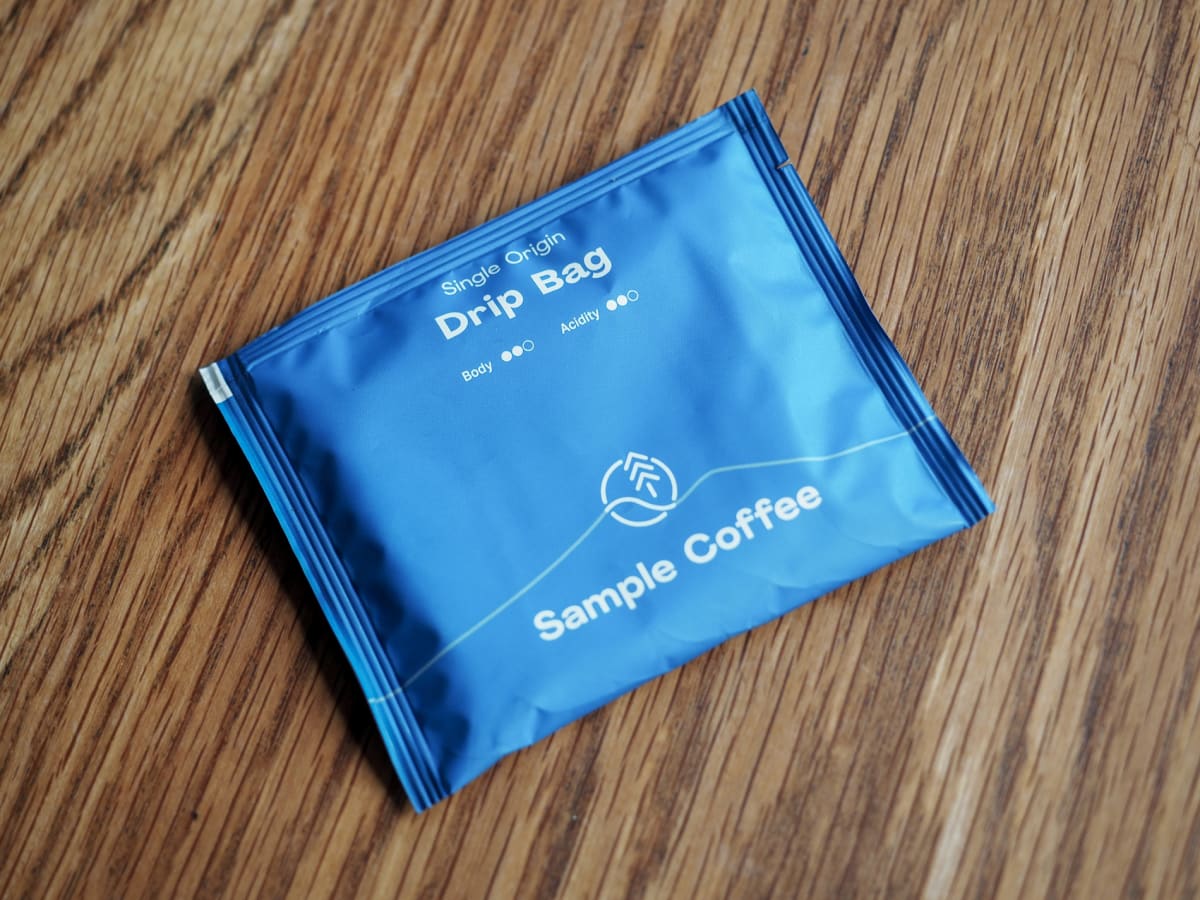 Single Origin
Drip Bag
Body
Acidity
Sample Coffee